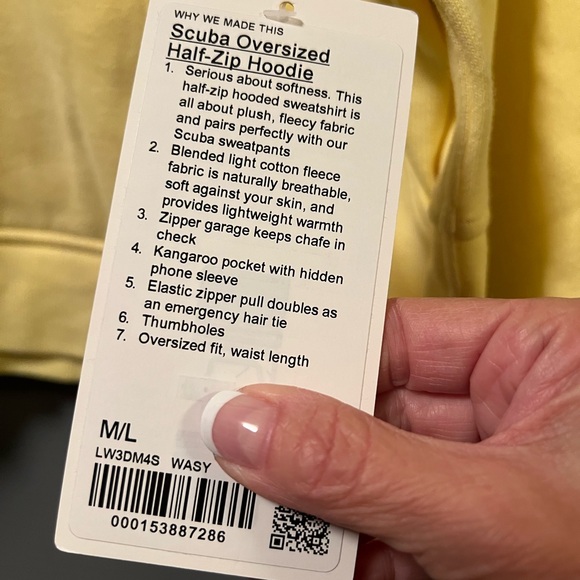 WHY WE MADE THIS
Scuba Oversized
Half-Zip Hoodie
1. Serious about softness. This
half-zip hooded sweatshirt is
all about plush, fleecy fabric
and pairs perfectly with our
Scuba sweatpants
2. Blended light cotton fleece
fabric is naturally breathable,
soft against your skin, and
provides lightweight warmth
3. Zipper garage keeps chafe in
check
4. Kangaroo pocket with hidden
phone sleeve
5. Elastic zipper pull doubles as
an emergency hair tie
6. Thumbholes
7. Oversized fit, waist length
M/L
LW3DM4S WASY
000153887286